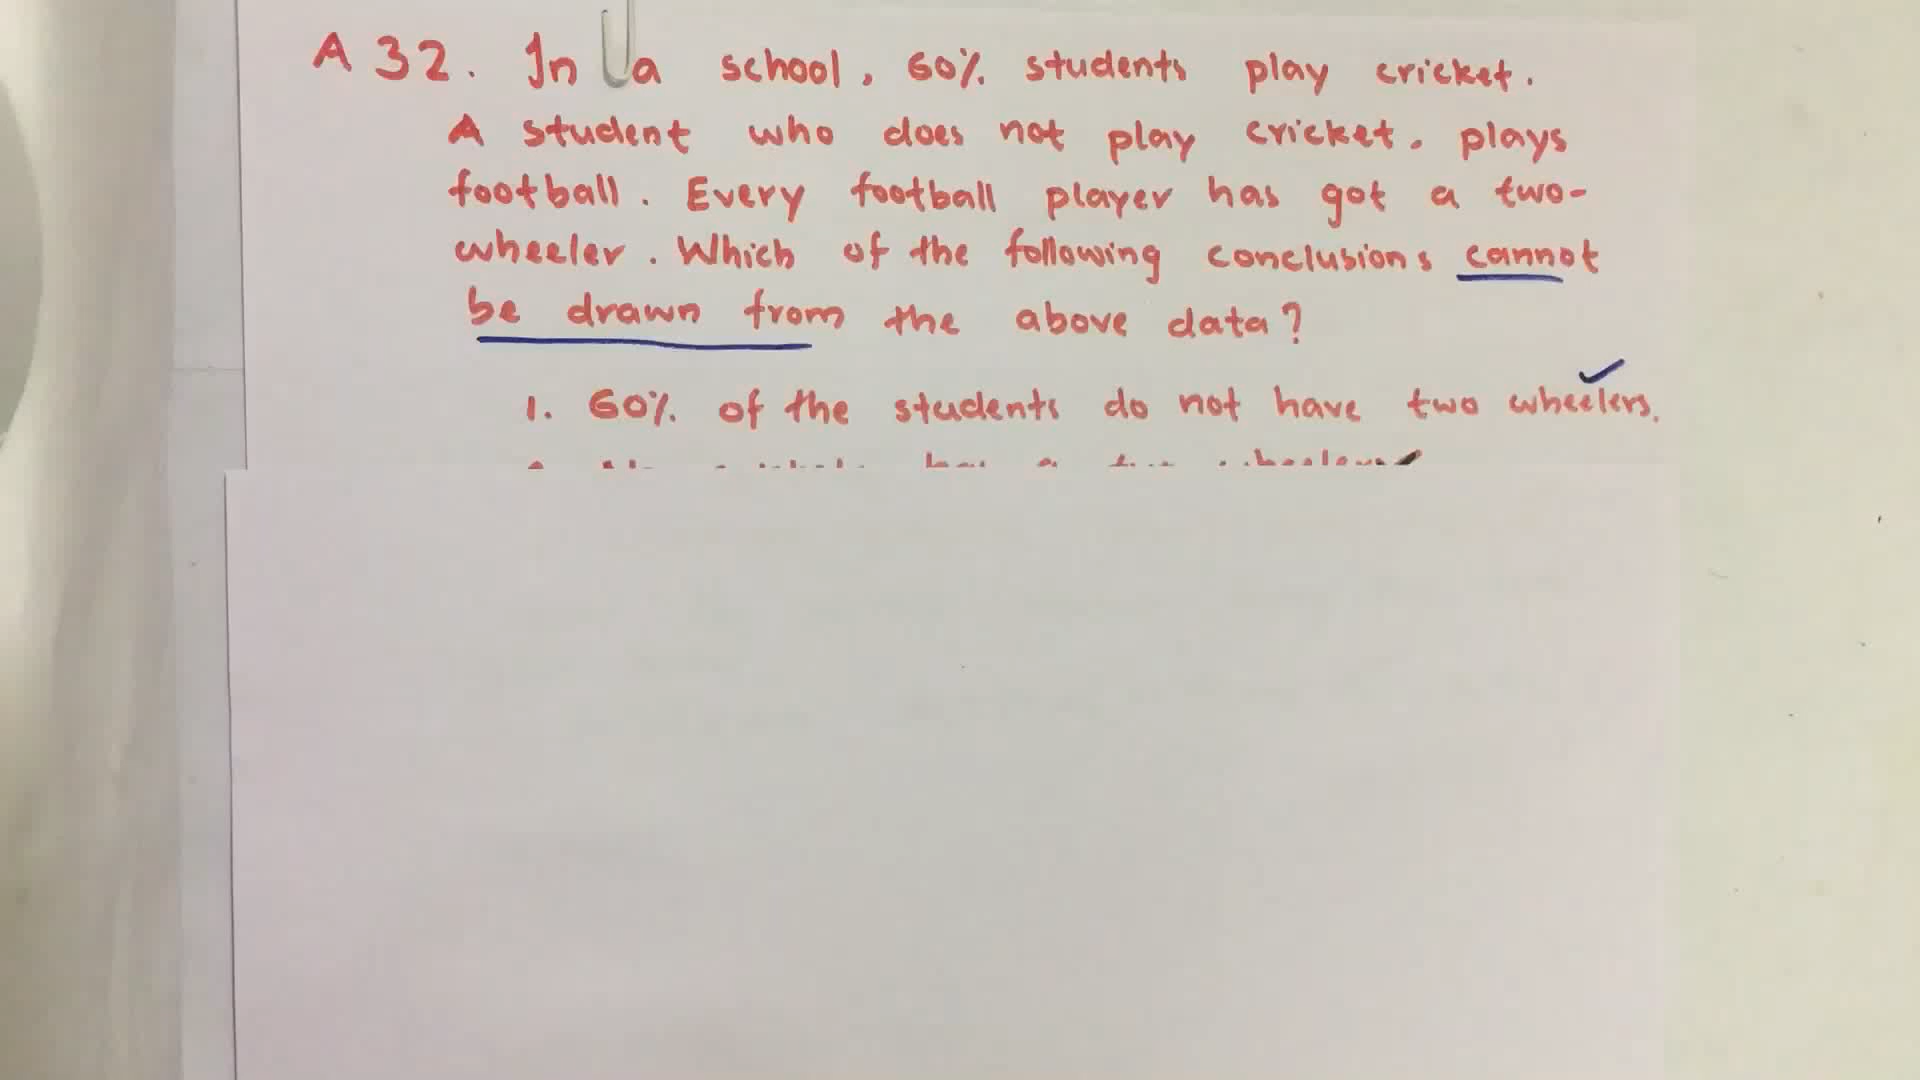 A 32. In a school, 60% students play cricket.
A student who does not play cricket. plays
football. Every football player has got a two-
wheeler. Which of the following conclusions cannot
be drawn from the above data?
1. 60% of the students do not have two wheelers.